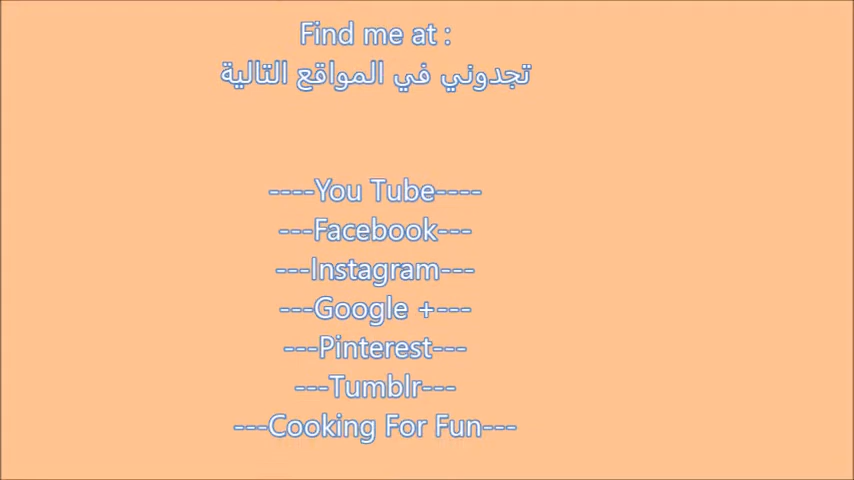 Find me at :
تجدوني في المواقع التالية
----You Tube----
---Facebook---
---Instagram---
---Google +---
---Pinterest---
---Tumblr---
---Cooking For Fun---